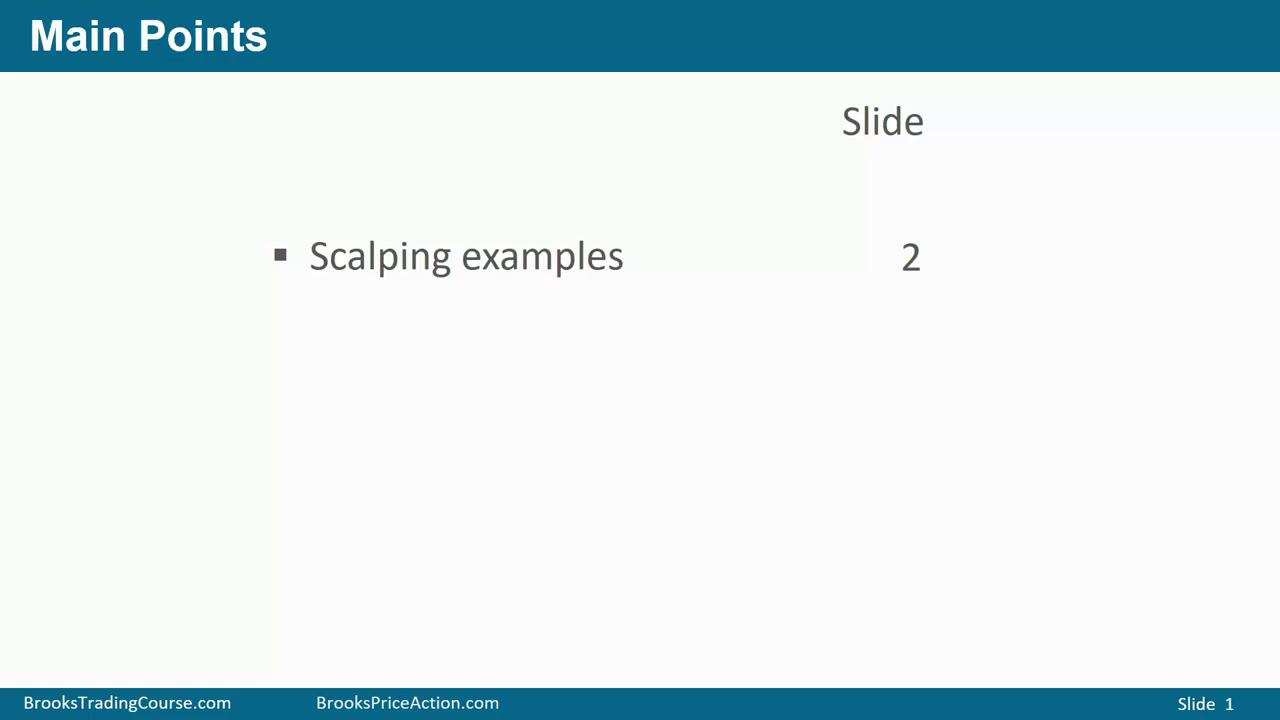 Main Points
Slide
▪ Scalping examples 2
BrooksTradingCourse.com BrooksPriceAction.com Slide 1